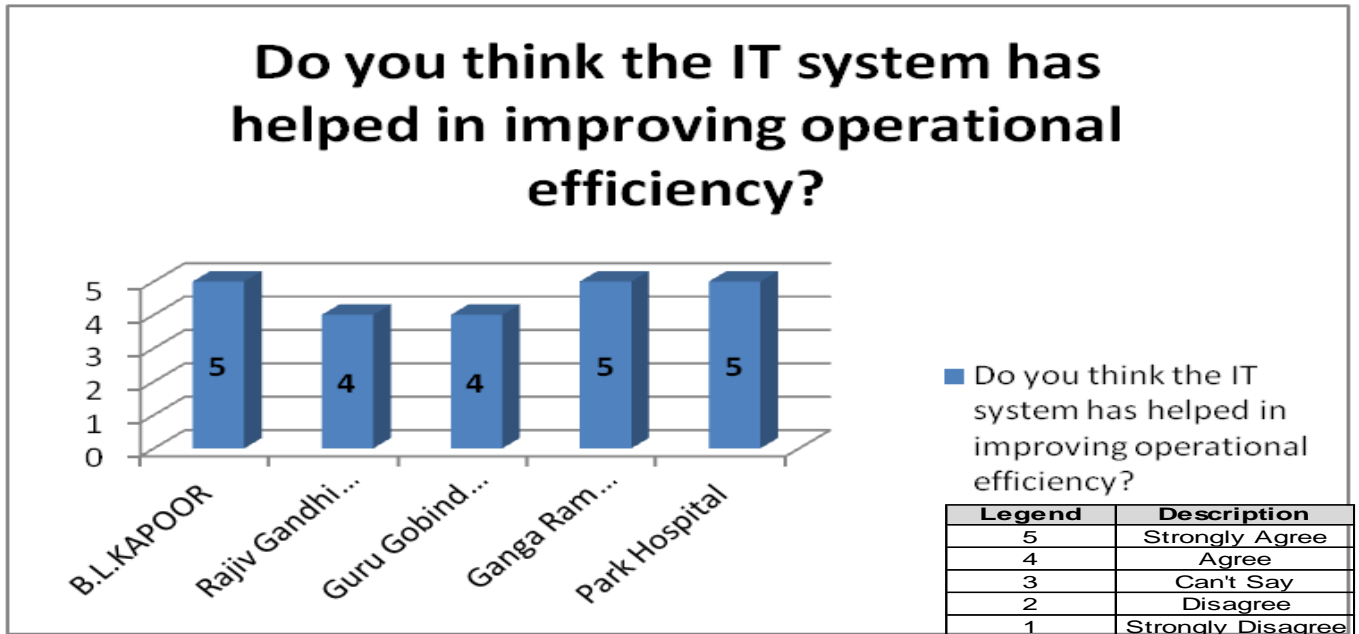 Do you think the IT system has
helped in improving operational
efficiency?
5
4
3
2
1
0
5
4
4
5
5
B.L.KAPOOR
Rajiv Gandhi...
Guru Gobind...
Ganga Ram...
Park Hospital
Do you think the IT
system has helped in
improving operational
efficiency?
Legend Description
5 Strongly Agree
4 Agree
3 Can't Say
2 Disagree
1 Strongly Disagree